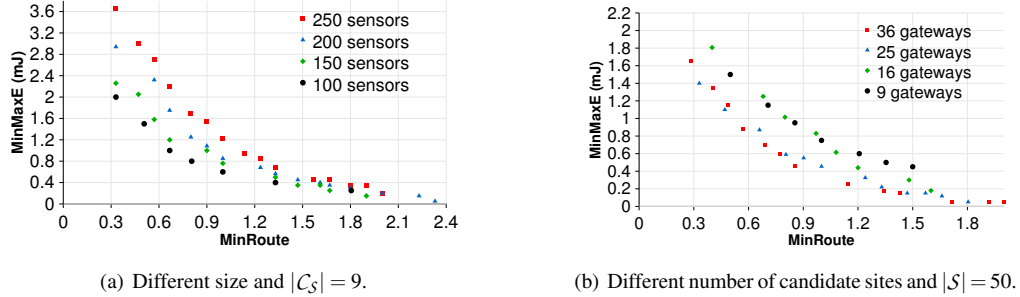 3.6
3.2
2.8
2.4
2
1.6
1.2
0.8
0.4
0
MinMaxE (mJ)
250 sensors
200 sensors
150 sensors
100 sensors
0 0.3 0.6 0.9 1.2 1.5 1.8 2.1 2.4
MinRoute
(a) Different size and |C_S| = 9.
2.2
2
1.8
1.6
1.4
1.2
1
0.8
0.6
0.4
0.2
0
MinMaxE (mJ)
36 gateways
25 gateways
16 gateways
9 gateways
0 0.3 0.6 0.9 1.2 1.5 1.8
MinRoute
(b) Different number of candidate sites and |S| = 50.